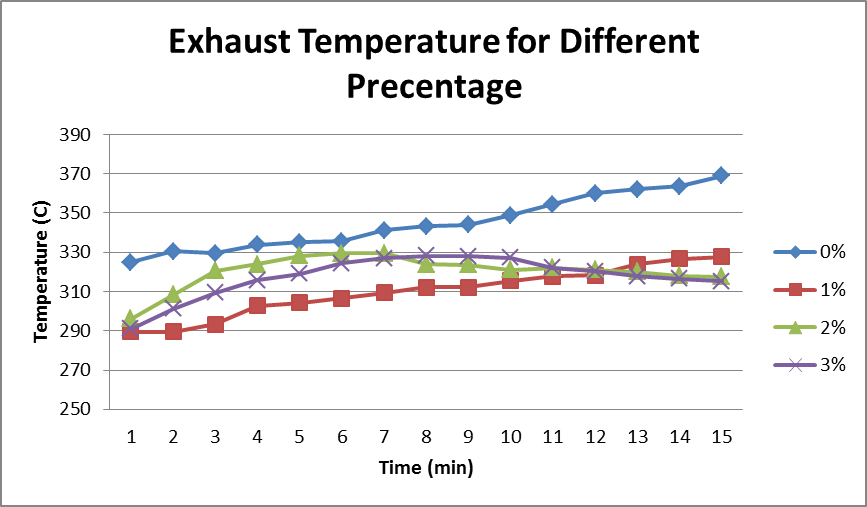 Exhaust Temperature for Different
Precentage
390
370
350
330
310
290
270
250
Temperature (C)
1 2 3 4 5 6 7 8 9 10 11 12 13 14 15
Time (min)
0%
1%
2%
3%